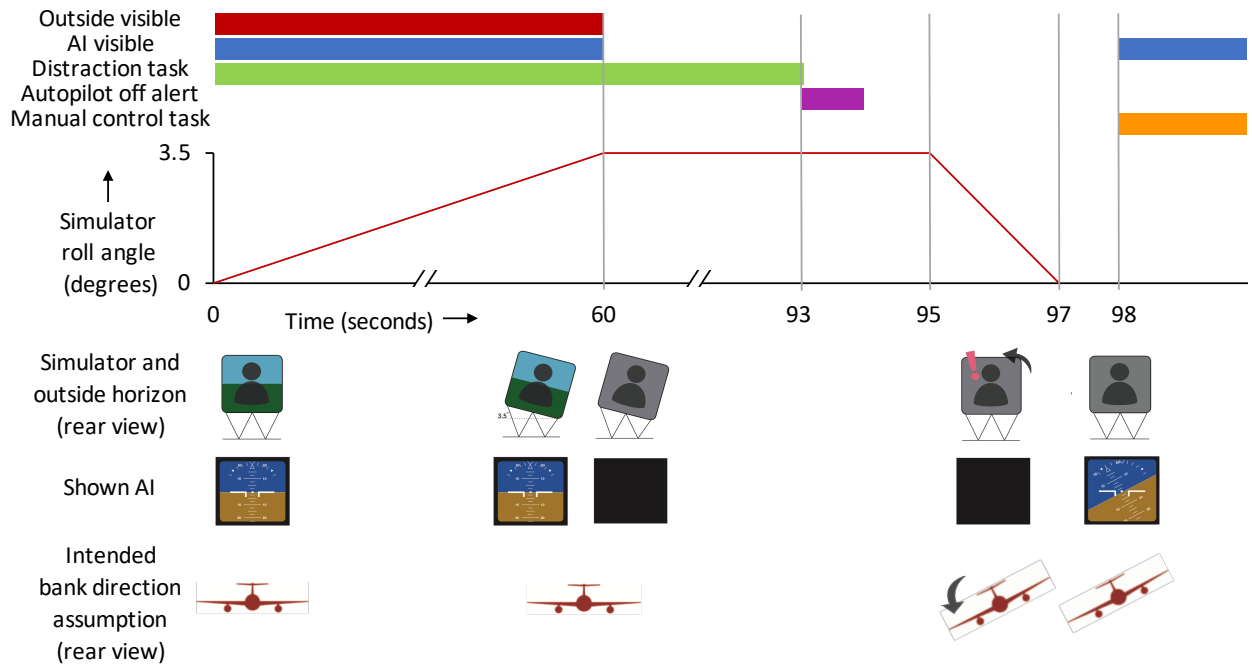 Outside visible
AI visible
Distraction task
Autopilot off alert
Manual control task
3.5
Simulator
roll angle
(degrees)
0
0
Time (seconds)
60
93
95
97
98
Simulator and
outside horizon
(rear view)
3.5°
Shown AI
Intended
bank direction
assumption
(rear view)